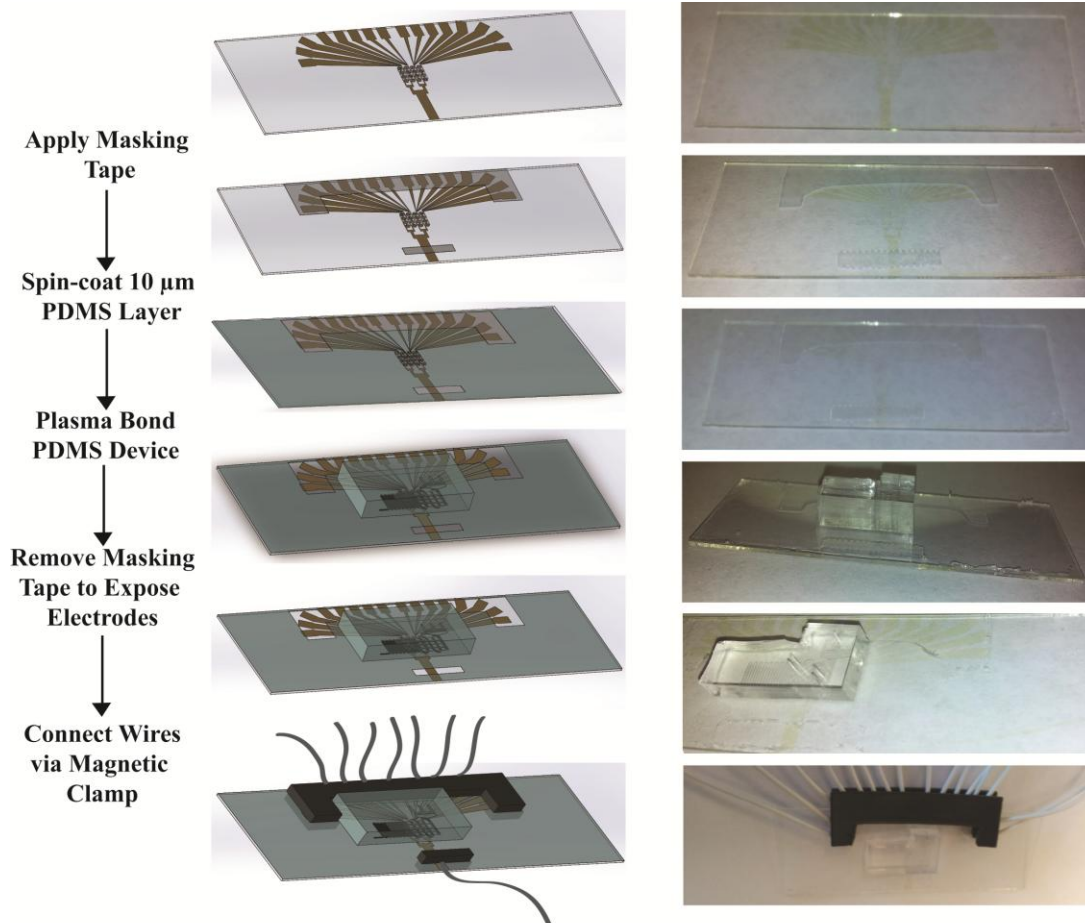 Apply Masking
Tape
Spin-coat 10 µm
PDMS Layer
Plasma Bond
PDMS Device
Remove Masking
Tape to Expose
Electrodes
Connect Wires
via Magnetic
Clamp